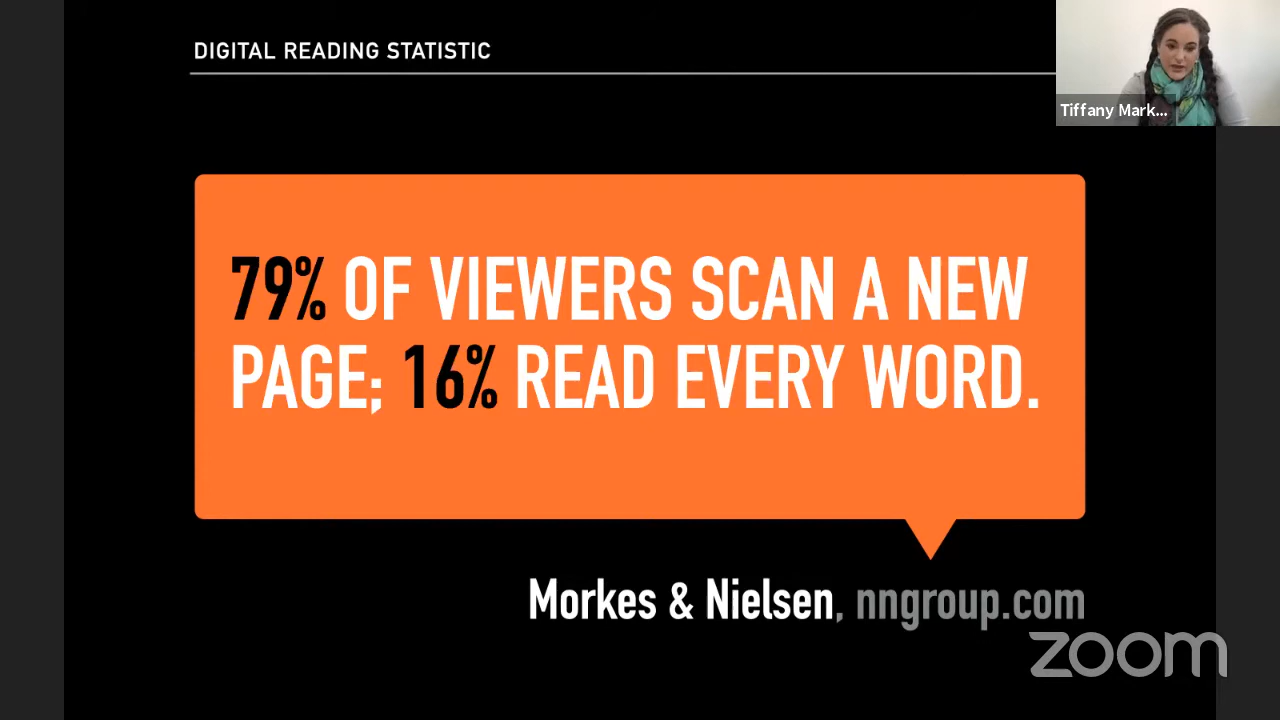 DIGITAL READING STATISTIC
Tiffany Mark...
79% OF VIEWERS SCAN A NEW
PAGE; 16% READ EVERY WORD.
Morkes & Nielsen, nngroup.com
zoom